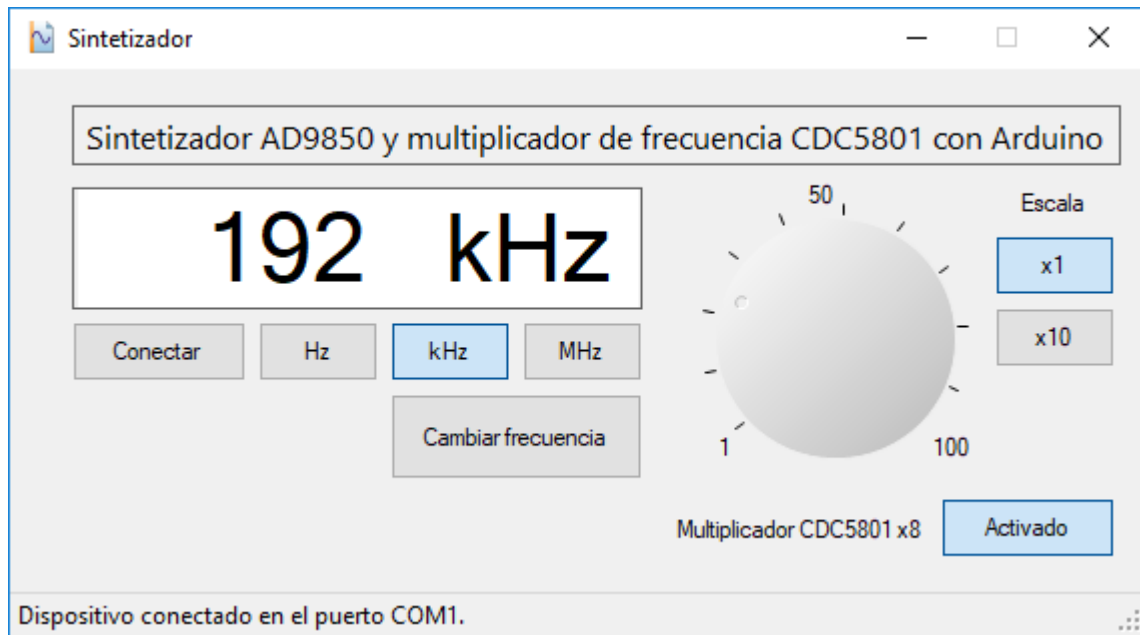 Sintetizador
Sintetizador AD9850 y multiplicador de frecuencia CDC5801 con Arduino
192 kHz
50
Escala
x1
x10
Conectar
Hz
kHz
MHz
Cambiar frecuencia
1
100
Multiplicador CDC5801 x8
Activado
Dispositivo conectado en el puerto COM1.